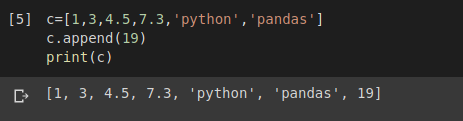 [5] c=[1,3,4.5,7.3,'python','pandas']
c.append(19)
print(c)
[1, 3, 4.5, 7.3, 'python', 'pandas', 19]